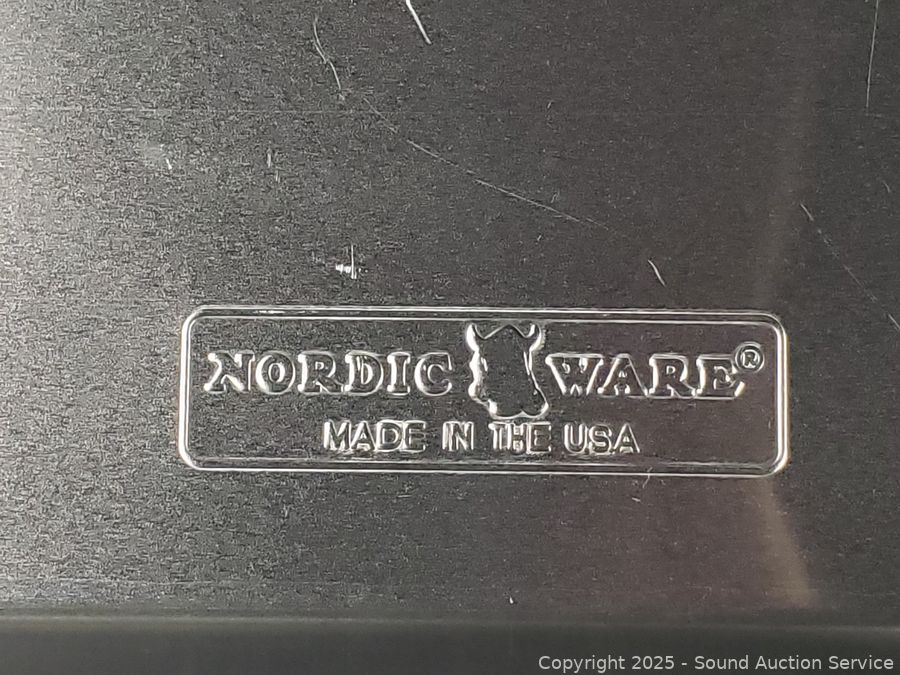 NORDIC WARE®
MADE IN THE USA
Copyright 2025 - Sound Auction Service